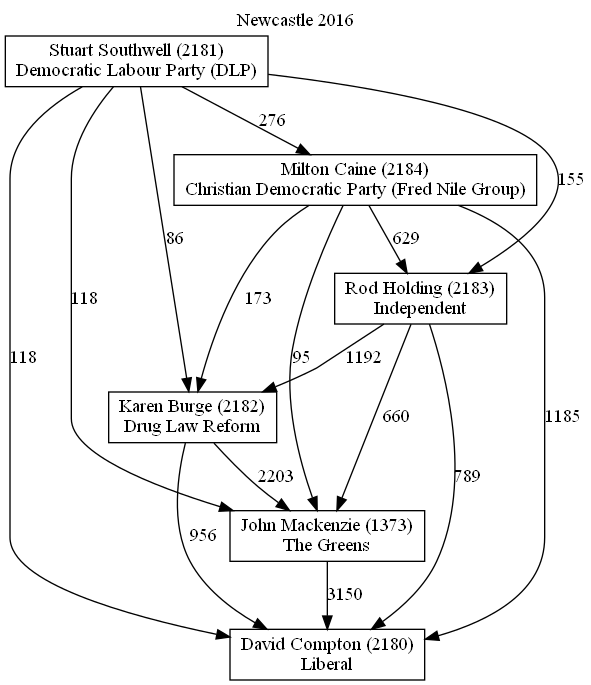 Newcastle 2016
Stuart Southwell (2181)
Democratic Labour Party (DLP)
276
Milton Caine (2184)
Christian Democratic Party (Fred Nile Group)
155
86
629
Rod Holding (2183)
Independent
118
173
118
95
1192
Karen Burge (2182)
Drug Law Reform
660
1185
2203
789
John Mackenzie (1373)
The Greens
956
3150
David Compton (2180)
Liberal